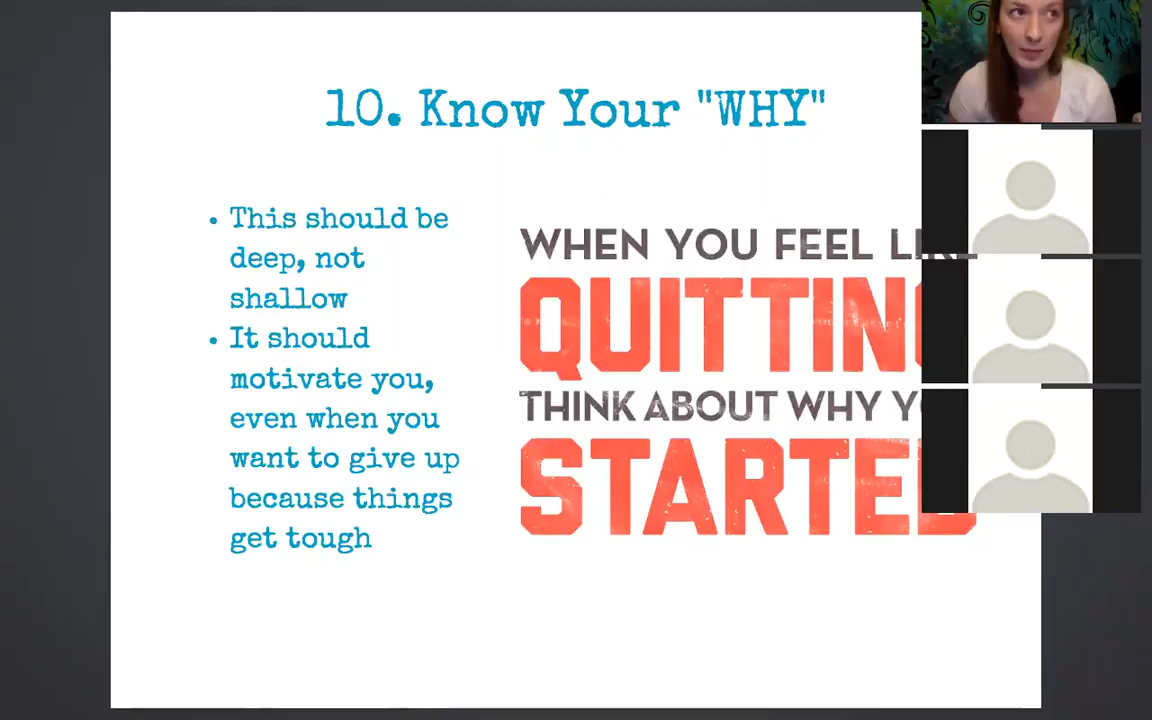 10. Know Your "WHY"
• This should be
deep, not
shallow
• It should
motivate you,
even when you
want to give up
because things
get tough
WHEN YOU FEEL
QUITTIN
THINK ABOUT WHY
STARTED